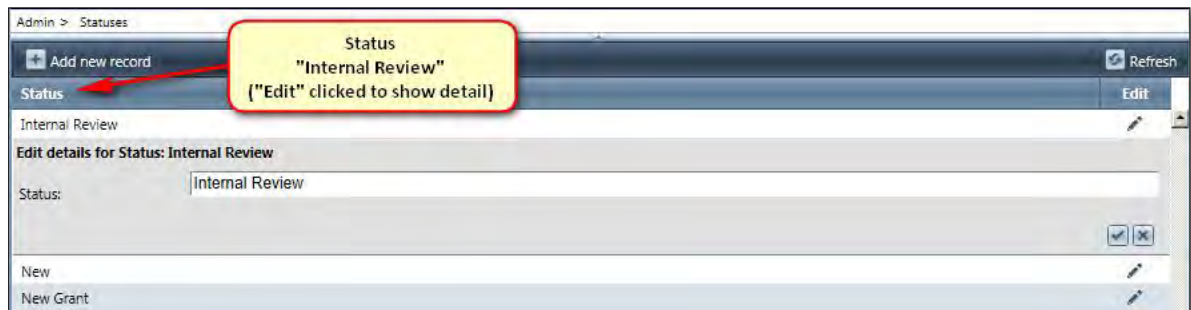 Admin > Statuses
Status
"Internal Review"
("Edit" clicked to show detail)
Add new record
Refresh
Status
Edit
Internal Review
Edit details for Status: Internal Review
Status:
Internal Review
New
New Grant